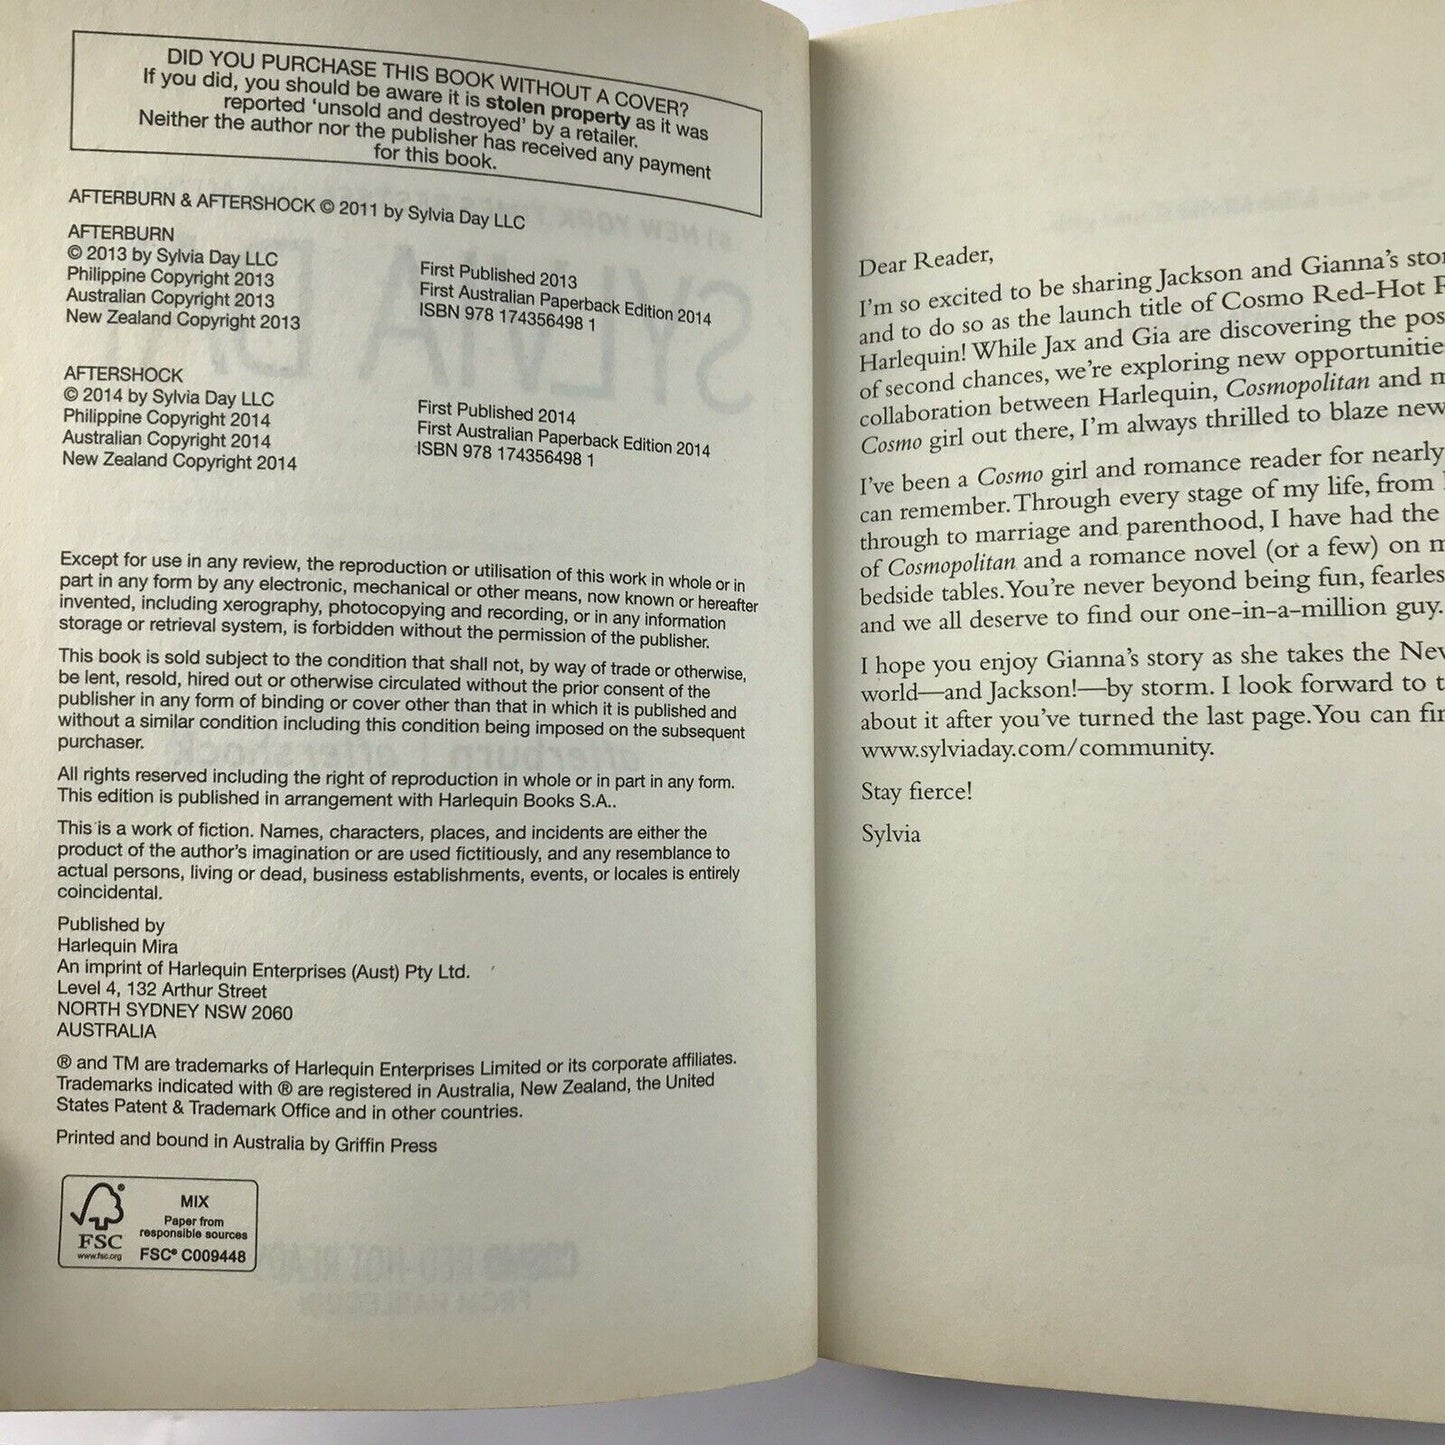 DID YOU PURCHASE THIS BOOK WITHOUT A COVER?
If you did, you should be aware it is stolen property as it was
reported 'unsold and destroyed' by a retailer.
Neither the author nor the publisher has received any payment
for this book.
AFTERBURN & AFTERSHOCK © 2011 by Sylvia Day LLC
AFTERBURN
© 2013 by Sylvia Day LLC
Philippine Copyright 2013
Australian Copyright 2013
New Zealand Copyright 2013
First Published 2013
First Australian Paperback Edition 2014
ISBN 978 174356498 1
AFTERSHOCK
© 2014 by Sylvia Day LLC
Philippine Copyright 2014
Australian Copyright 2014
New Zealand Copyright 2014
First Published 2014
First Australian Paperback Edition 2014
ISBN 978 174356498 1
Except for use in any review, the reproduction or utilisation of this work in whole or in
part in any form by any electronic, mechanical or other means, now known or hereafter
invented, including xerography, photocopying and recording, or in any information
storage or retrieval system, is forbidden without the permission of the publisher.
This book is sold subject to the condition that shall not, by way of trade or otherwise,
be lent, resold, hired out or otherwise circulated without the prior consent of the
publisher in any form of binding or cover other than that in which it is published and
without a similar condition including this condition being imposed on the subsequent
purchaser.
All rights reserved including the right of reproduction in whole or in part in any form.
This edition is published in arrangement with Harlequin Books S.A..
This is a work of fiction. Names, characters, places, and incidents are either the
product of the author's imagination or are used fictitiously, and any resemblance to
actual persons, living or dead, business establishments, events, or locales is entirely
coincidental.
Published by
Harlequin Mira
An imprint of Harlequin Enterprises (Aust) Pty Ltd.
Level 4, 132 Arthur Street
NORTH SYDNEY NSW 2060
AUSTRALIA
® and TM are trademarks of Harlequin Enterprises Limited or its corporate affiliates.
Trademarks indicated with ® are registered in Australia, New Zealand, the United
States Patent & Trademark Office and in other countries.
Printed and bound in Australia by Griffin Press
FSC
www.fsc.org
MIX
Paper from
responsible sources
FSC® C009448
Dear Reader,
I'm so excited to be sharing Jackson and Gianna's
and to do so as the launch title of Cosmo Red-Hot
Harlequin! While Jax and Gia are discovering the
of second chances, we're exploring new
collaboration between Harlequin, Cosmopolitan and
Cosmo girl out there, I'm always thrilled to blaze new
I've been a Cosmo girl and romance reader for nearly
can remember. Through every stage of my life, from
through to marriage and parenthood, I have had the
of Cosmopolitan and a romance novel (or a few) on
bedside tables. You're never beyond being fun,
and we all deserve to find our one-in-a-million guy.
I hope you enjoy Gianna's story as she takes the
world—and Jackson!—by storm. I look forward to
about it after you've turned the last page. You can
www.sylviaday.com/community.
Stay fierce!
Sylvia